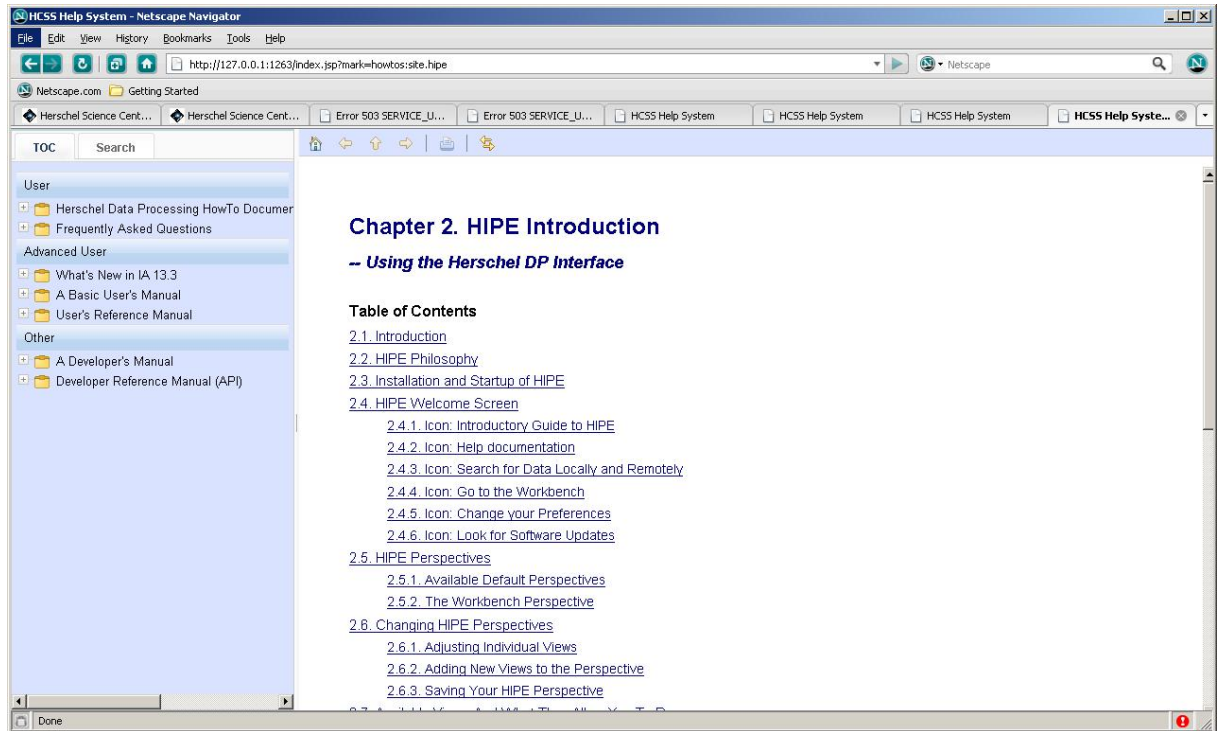 HCSS Help System - Netscape Navigator
File Edit View History Bookmarks Tools Help
http://127.0.0.1:1263/index.jsp?mark=howtos:site.hipe
Netscape
Netscape.com Getting Started
Herschel Science Cent... Herschel Science Cent... Error 503 SERVICE_U... Error 503 SERVICE_U... HCSS Help System HCSS Help System HCSS Help System HCSS Help Syste...
TOC Search
User
Herschel Data Processing HowTo Documer
Frequently Asked Questions
Advanced User
What's New in IA 13.3
A Basic User's Manual
User's Reference Manual
Other
A Developer's Manual
Developer Reference Manual (API)
Chapter 2. HIPE Introduction
-- Using the Herschel DP Interface
Table of Contents
2.1. Introduction
2.2. HIPE Philosophy
2.3. Installation and Startup of HIPE
2.4. HIPE Welcome Screen
2.4.1. Icon: Introductory Guide to HIPE
2.4.2. Icon: Help documentation
2.4.3. Icon: Search for Data Locally and Remotely
2.4.4. Icon: Go to the Workbench
2.4.5. Icon: Change your Preferences
2.4.6. Icon: Look for Software Updates
2.5. HIPE Perspectives
2.5.1. Available Default Perspectives
2.5.2. The Workbench Perspective
2.6. Changing HIPE Perspectives
2.6.1. Adjusting Individual Views
2.6.2. Adding New Views to the Perspective
2.6.3. Saving Your HIPE Perspective
Done